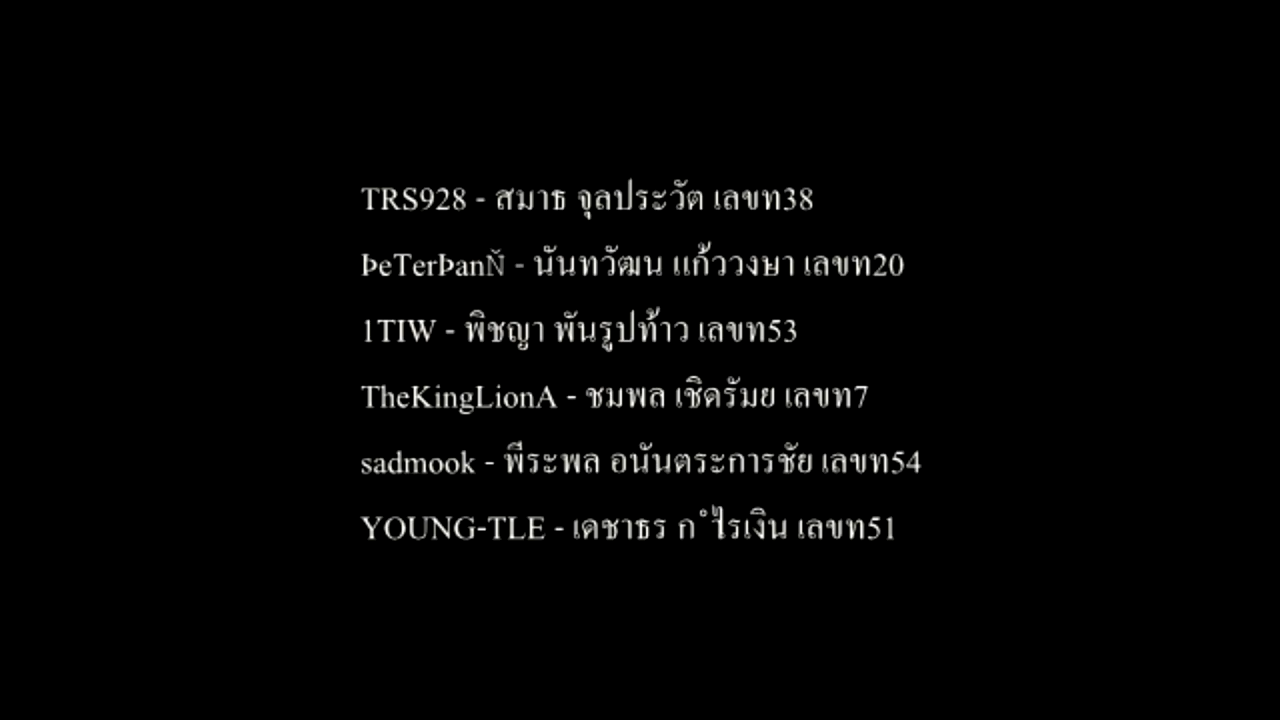 TRS928 - สมาธ จุลประวัต เลขท38
ÞeTerÞanŇ - นันทวัฒน แก้ววงษา เลขท20
1TIW - พิชญา พันรูปท้าว เลขท53
TheKingLionA - ชมพล เชิดรัมย เลขท7
sadmook - พีระพล อนันตระการชัย เลขท54
YOUNG-TLE - เดชาธร ก ำไรเงิน เลขท51